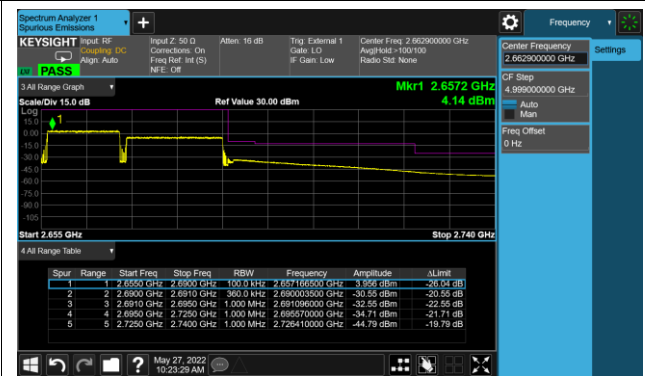 Spectrum Analyzer 1
Spurious Emissions
Frequency
KEYSIGHT
Input: RF
Coupling: DC
Align: Auto
Input Z: 50 Ω
Corrections: On
Freq Ref: Int (S)
NFE: Off
Atten: 16 dB
Trig: External 1
Gate: LO
IF Gain: Low
Center Freq: 2.662900000 GHz
Avg|Hold:>100/100
Radio Std: None
PASS
Center Frequency
2.662900000 GHz
Settings
CF Step
4.999000000 GHz
Auto
Man
Freq Offset
0 Hz
3 All Range Graph
Mkr1 2.6572 GHz
Scale/Div 15.0 dB
Ref Value 30.00 dBm
4.14 dBm
Log
15.0
0.00
-15.0
-30.0
-45.0
-60.0
-75.0
-90.0
-105
1
Start 2.655 GHz
Stop 2.740 GHz
4 All Range Table
Spur Range Start Freq Stop Freq RBW Frequency Amplitude ΔLimit
1 1 2.6550 GHz 2.6900 GHz 100.0 kHz 2.657166500 GHz 3.956 dBm -26.04 dB
2 2 2.6900 GHz 2.6910 GHz 360.0 kHz 2.690003500 GHz -30.55 dBm -20.55 dB
3 3 2.6910 GHz 2.6950 GHz 1.000 MHz 2.691096000 GHz -32.55 dBm -22.55 dB
4 4 2.6950 GHz 2.7250 GHz 1.000 MHz 2.695570000 GHz -34.71 dBm -21.71 dB
5 5 2.7250 GHz 2.7400 GHz 1.000 MHz 2.726410000 GHz -44.79 dBm -19.79 dB
May 27, 2022
10:23:29 AM